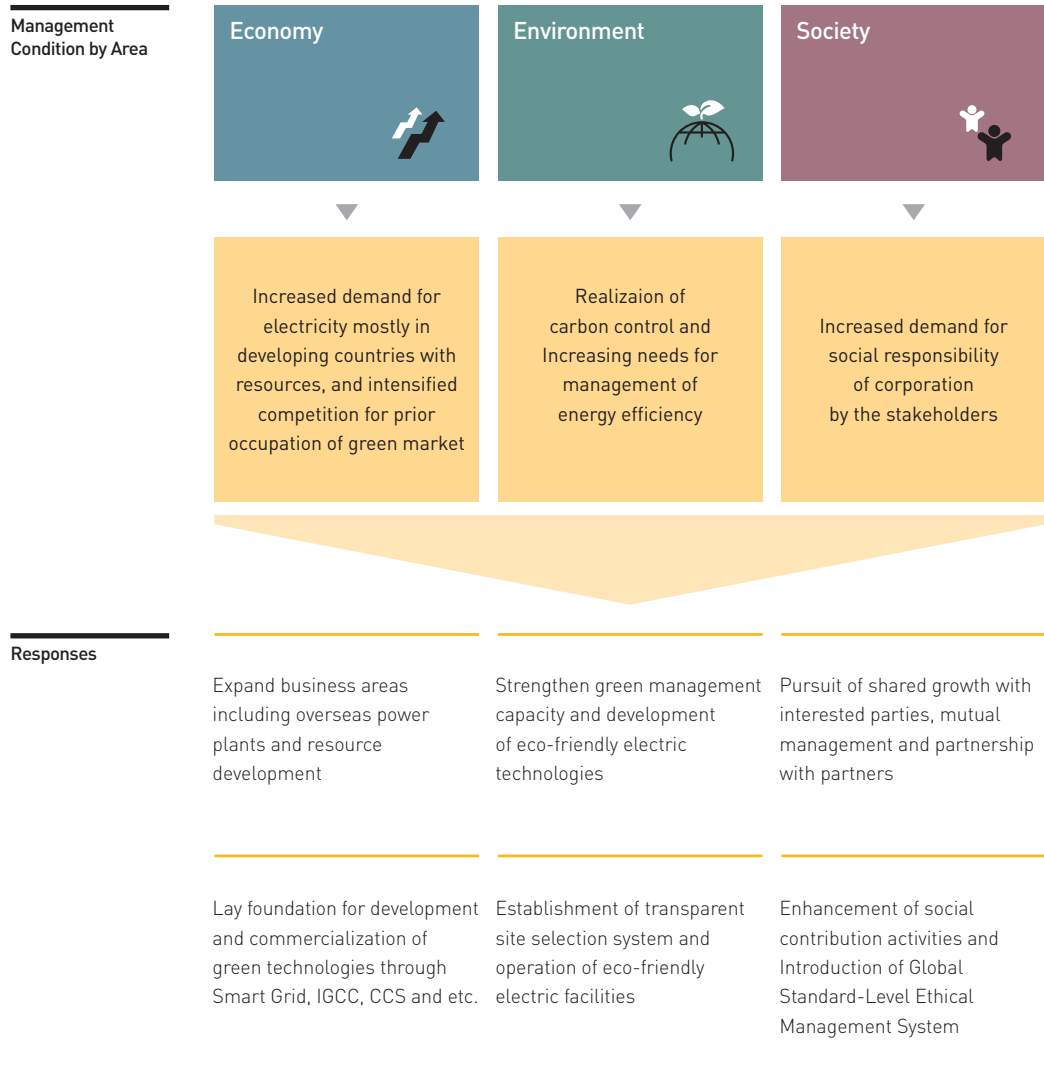 Management
Condition by Area
Economy
Environment
Society
Increased demand for
electricity mostly in
developing countries with
resources, and intensified
competition for prior
occupation of green market
Realizaion of
carbon control and
Increasing needs for
management of
energy efficiency
Increased demand for
social responsibility
of corporation
by the stakeholders
Responses
Expand business areas
including overseas power
plants and resource
development
Strengthen green management
capacity and development
of eco-friendly electric
technologies
Pursuit of shared growth with
interested parties, mutual
management and partnership
with partners
Lay foundation for development
and commercialization of
green technologies through
Smart Grid, IGCC, CCS and etc.
Establishment of transparent
site selection system and
operation of eco-friendly
electric facilities
Enhancement of social
contribution activities and
Introduction of Global
Standard-Level Ethical
Management System